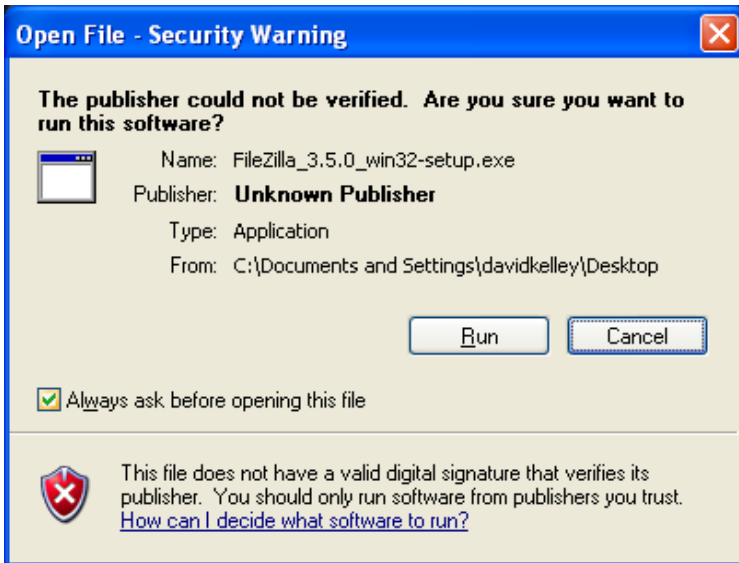 Open File - Security Warning
The publisher could not be verified.  Are you sure you want to
run this software?
Name: FileZilla_3.5.0_win32-setup.exe
Publisher: Unknown Publisher
Type: Application
From: C:\Documents and Settings\davidkelley\Desktop
Run Cancel
Always ask before opening this file
This file does not have a valid digital signature that verifies its
publisher.  You should only run software from publishers you trust.
How can I decide what software to run?